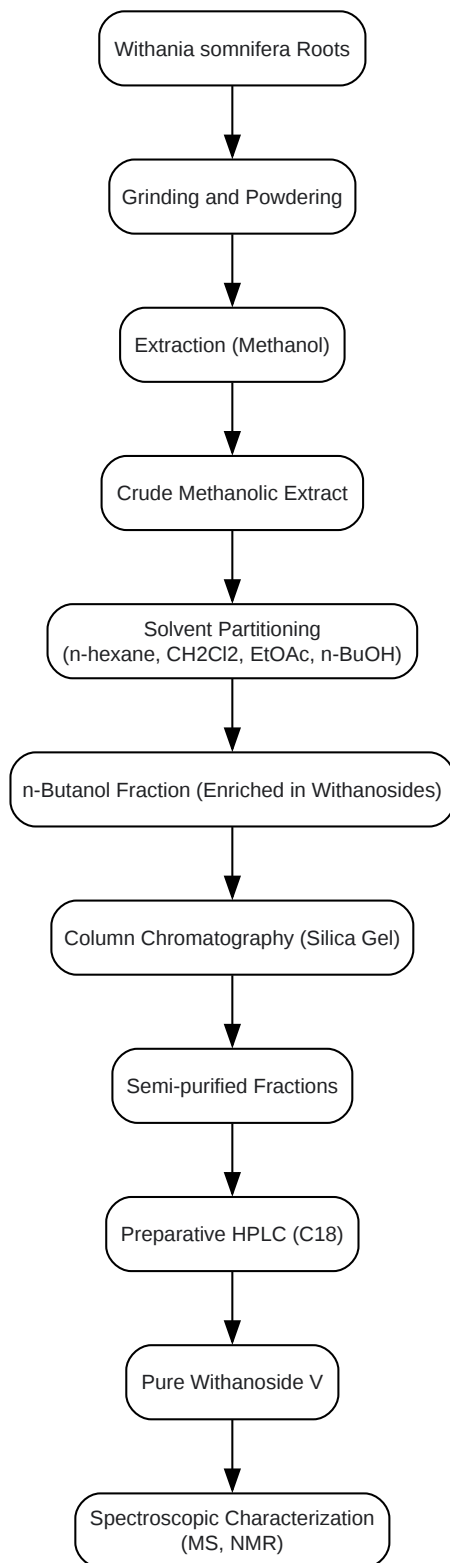 Withania somnifera Roots
Grinding and Powdering
Extraction (Methanol)
Crude Methanolic Extract
Solvent Partitioning
(n-hexane, CH2Cl2, EtOAc, n-BuOH)
n-Butanol Fraction (Enriched in Withanosides)
Column Chromatography (Silica Gel)
Semi-purified Fractions
Preparative HPLC (C18)
Pure Withanoside V
Spectroscopic Characterization
(MS, NMR)